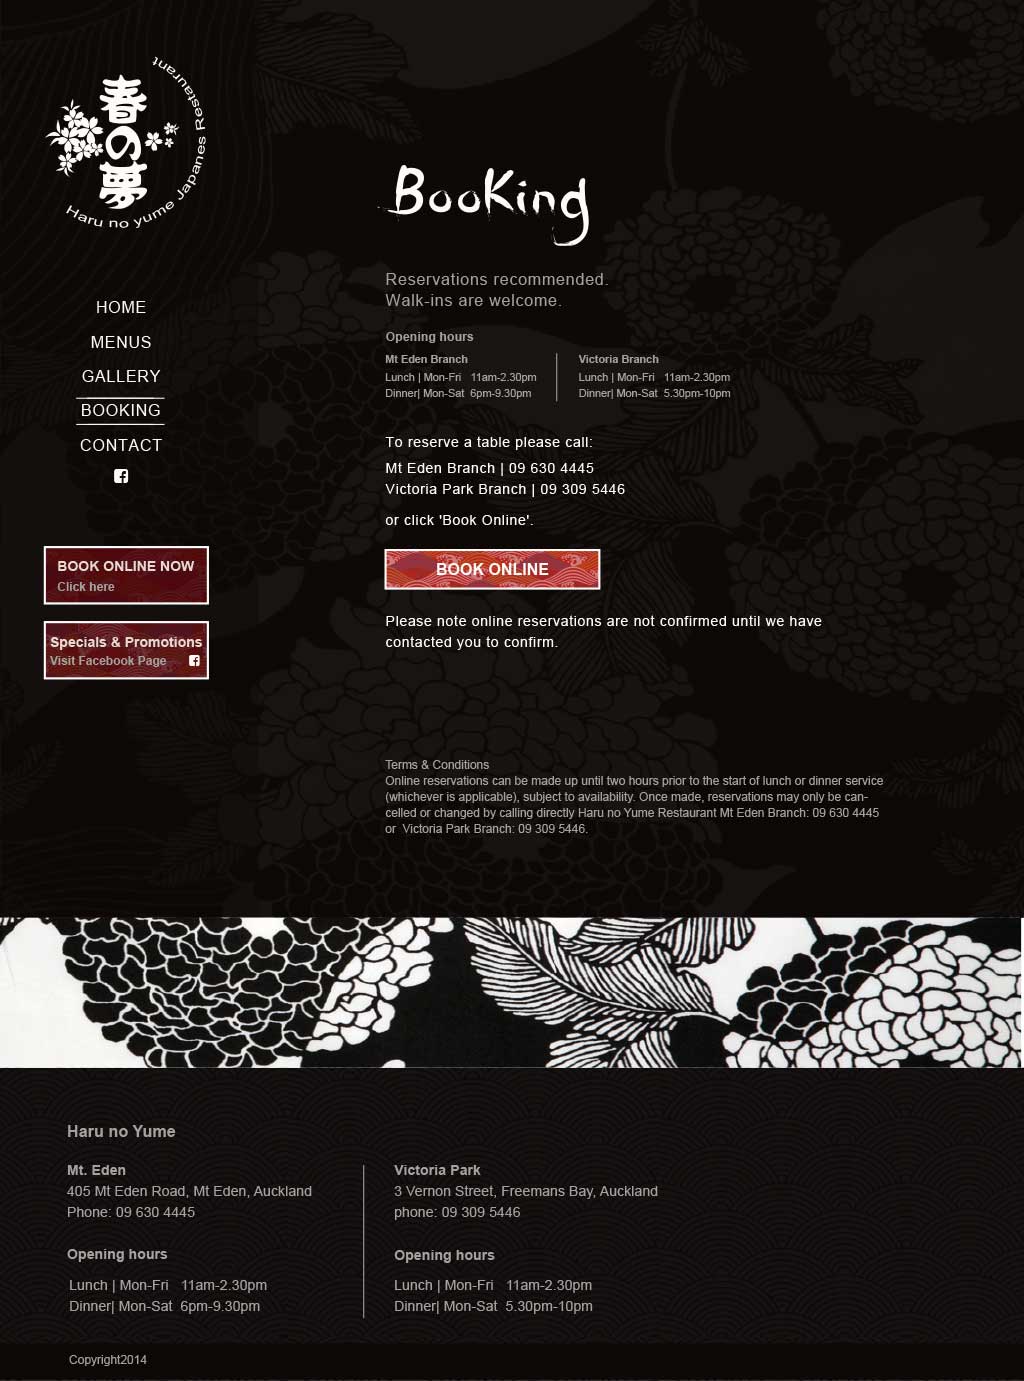 春の夢
Haru no yume Japanes Restaurant
HOME
MENUS
GALLERY
BOOKING
CONTACT
BOOK ONLINE NOW
Click here
Specials & Promotions
Visit Facebook Page
BooKing
Reservations recommended.
Walk-ins are welcome.
Opening hours
Mt Eden Branch
Lunch | Mon-Fri 11am-2.30pm
Dinner| Mon-Sat 6pm-9.30pm
Victoria Branch
Lunch | Mon-Fri 11am-2.30pm
Dinner| Mon-Sat 5.30pm-10pm
To reserve a table please call:
Mt Eden Branch | 09 630 4445
Victoria Park Branch | 09 309 5446
or click 'Book Online'.
BOOK ONLINE
Please note online reservations are not confirmed until we have
contacted you to confirm.
Terms & Conditions
Online reservations can be made up until two hours prior to the start of lunch or dinner service
(whichever is applicable), subject to availability. Once made, reservations may only be can-
celled or changed by calling directly Haru no Yume Restaurant Mt Eden Branch: 09 630 4445
or Victoria Park Branch: 09 309 5446.
Haru no Yume
Mt. Eden
405 Mt Eden Road, Mt Eden, Auckland
Phone: 09 630 4445
Opening hours
Lunch | Mon-Fri 11am-2.30pm
Dinner| Mon-Sat 6pm-9.30pm
Victoria Park
3 Vernon Street, Freemans Bay, Auckland
phone: 09 309 5446
Opening hours
Lunch | Mon-Fri 11am-2.30pm
Dinner| Mon-Sat 5.30pm-10pm
Copyright2014